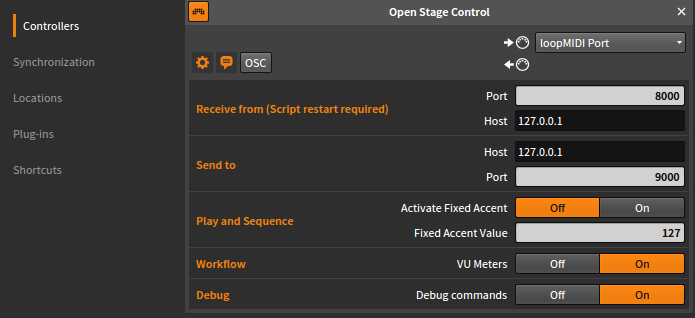 Controllers
Synchronization
Locations
Plug-ins
Shortcuts
Open Stage Control
loopMIDI Port
OSC
Receive from (Script restart required)
Port 8000
Host 127.0.0.1
Send to
Host 127.0.0.1
Port 9000
Play and Sequence
Activate Fixed Accent Off On
Fixed Accent Value 127
Workflow VU Meters Off On
Debug Debug commands Off On